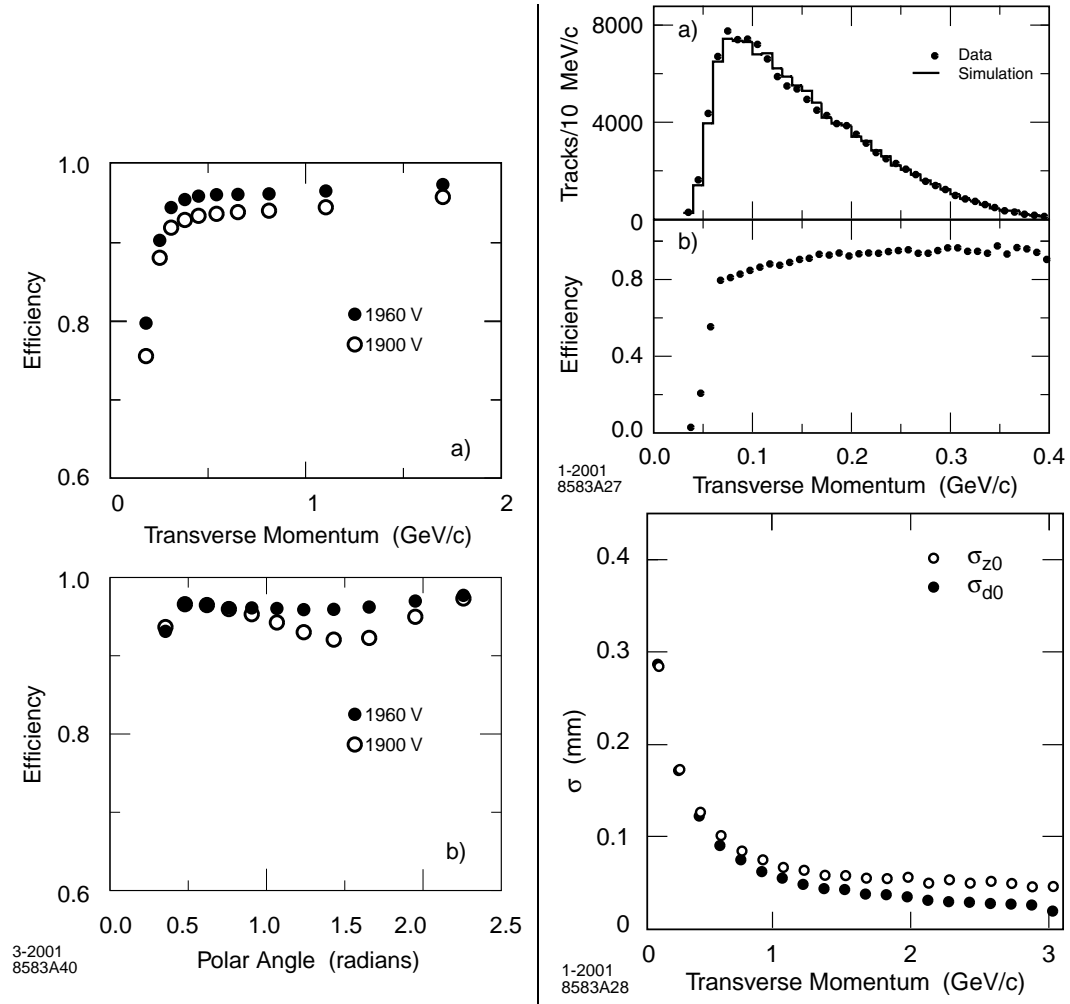 1.0
0.8
0.6
Efficiency
1960 V
1900 V
a)
0
1
2
Transverse Momentum (GeV/c)
1.0
0.8
0.6
Efficiency
1960 V
1900 V
b)
0.0
0.5
1.0
1.5
2.0
2.5
Polar Angle (radians)
3-2001
8583A40
8000
4000
0
Tracks/10 MeV/c
a)
Data
Simulation
b)
0.8
0.4
0.0
Efficiency
0.0
0.1
0.2
0.3
0.4
1-2001
8583A27
Transverse Momentum (GeV/c)
0.4
0.3
0.2
0.1
0
σ (mm)
σz0
σd0
0
1
2
3
Transverse Momentum (GeV/c)
1-2001
8583A28